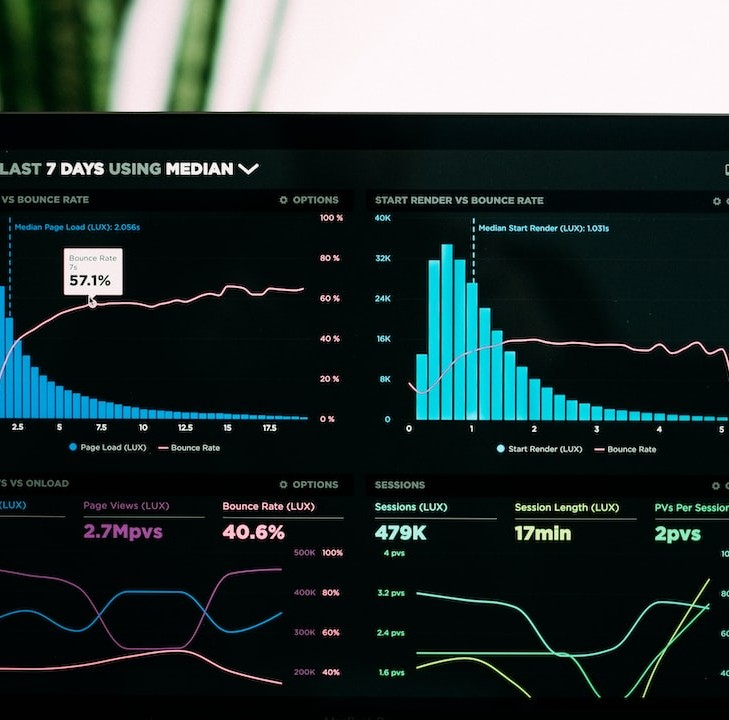 LAST 7 DAYS USING MEDIAN
VS BOUNCE RATE
OPTIONS
Median Page Load (LUX): 2.056s
Bounce Rate
7s
57.1%
100 %
80 %
60 %
40 %
20 %
0 %
2.5 5 7.5 10 12.5 15 17.5
Page Load (LUX) Bounce Rate
START RENDER VS BOUNCE RATE
Median Start Render (LUX): 1.031s
40K
32K
24K
16K
8K
0
0 1 2 3 4 5
Start Render (LUX) Bounce Rate
S VS ONLOAD
OPTIONS
(LUX)
Page Views (LUX)
2.7Mpvs
Bounce Rate (LUX)
40.6%
500K 100%
400K 80%
300K 60%
200K 40%
SESSIONS
Sessions (LUX)
479K
Session Length (LUX)
17min
PVs Per Session
2pvs
4 pvs
3.2 pvs
2.4 pvs
1.6 pvs